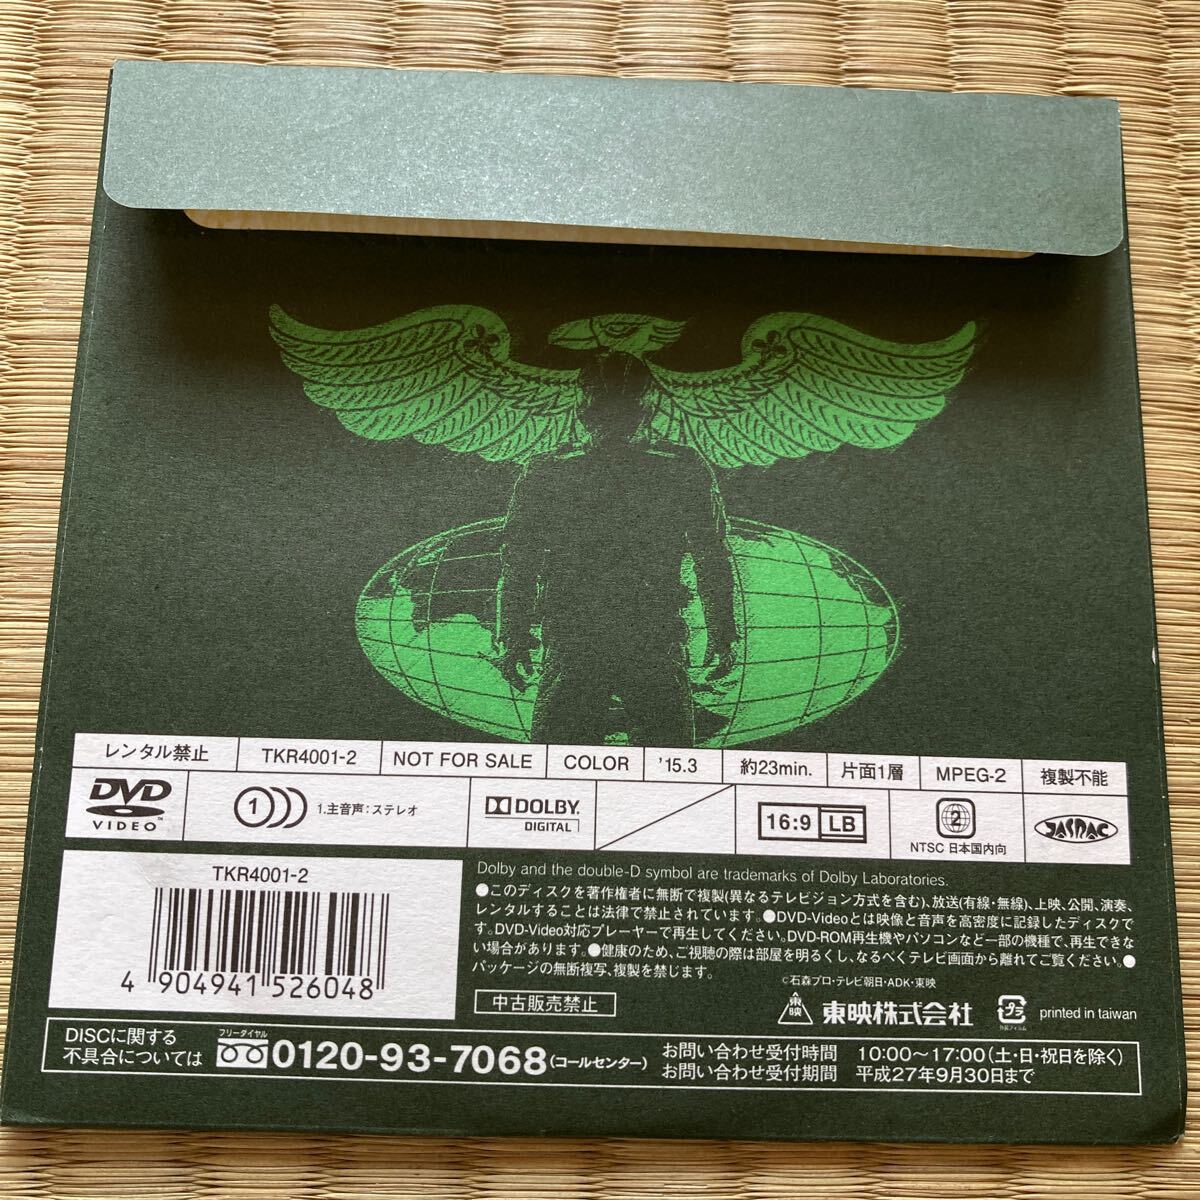 レンタル禁止 TKR4001-2 NOT FOR SALE COLOR '15.3 約23min. 片面1層 MPEG-2 複製不能
DVD VIDEO ™ 1 1.主音声:ステレオ DOLBY DIGITAL 16:9 LB 2 NTSC 日本国内向 JASRAC
TKR4001-2
4 904941 526048
Dolby and the double-D symbol are trademarks of Dolby Laboratories.
●このディスクを著作権者に無断で複製(異なるテレビジョン方式を含む)、放送(有線・無線)、上映、公開、演奏、
レンタルすることは法律で禁止されています。●DVD-Videoとは映像と音声を高密度に記録したディスクで
す。DVD-Video対応プレーヤーで再生してください。DVD-ROM再生機やパソコンなど一部の機種で、再生できな
い場合があります。●健康のため、ご視聴の際は部屋を明るくし、なるべくテレビ画面から離れてご覧ください。●
パッケージの無断複写、複製を禁じます。
©石森プロ・テレビ朝日・ADK・東映
中古販売禁止
東映 東映株式会社 プラ 外装フィルム printed in taiwan
DISCに関する
不具合については
フリーダイヤル
0120-93-7068(コールセンター)
お問い合わせ受付時間 10:00〜17:00(土・日・祝日を除く)
お問い合わせ受付期間 平成27年9月30日まで